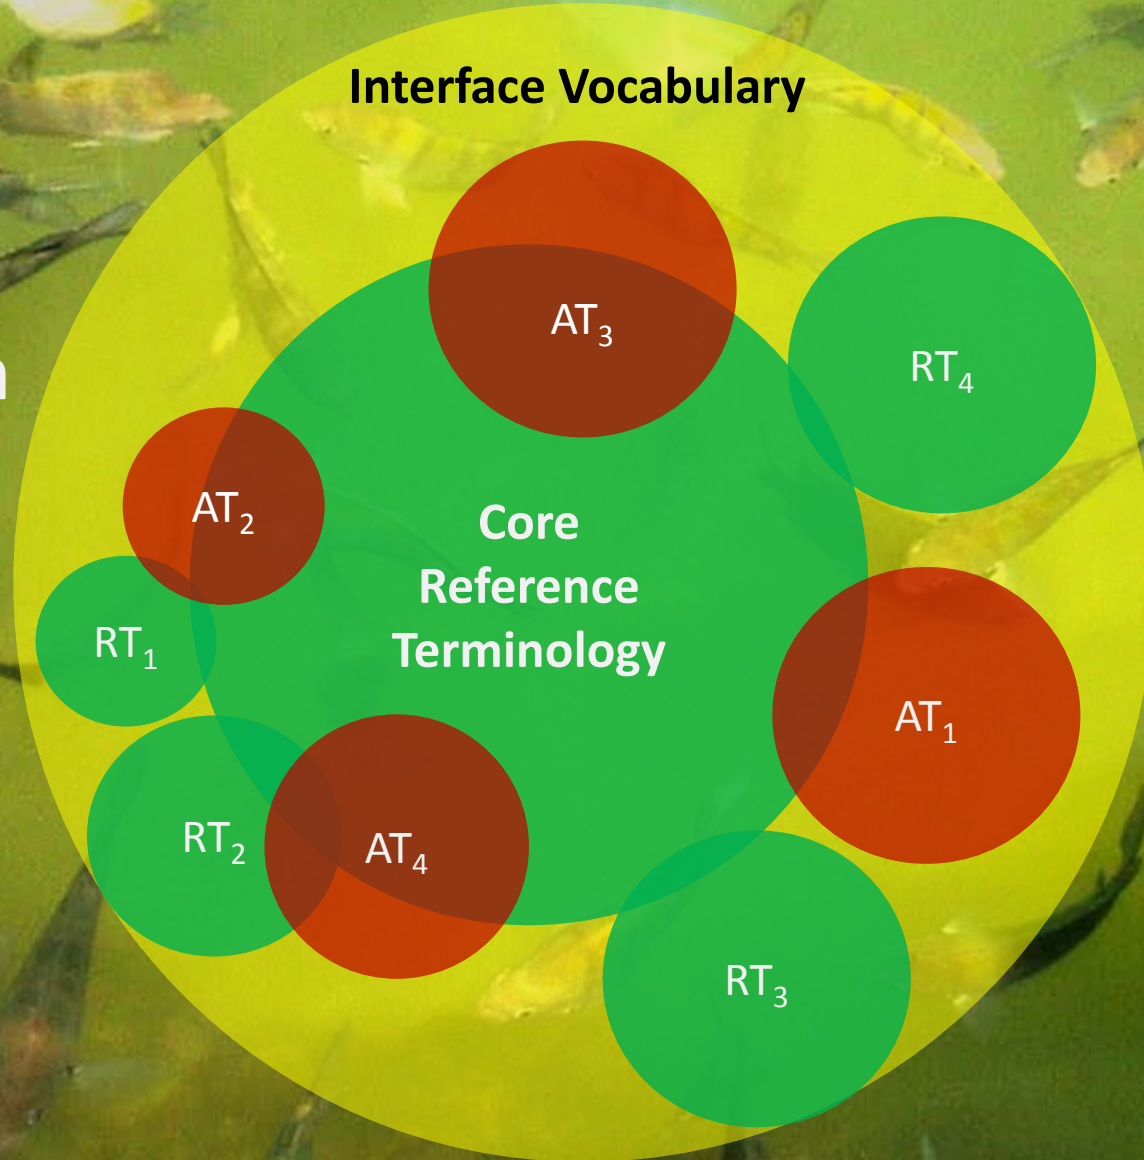 Interface Vocabulary
AT₃
RT₄
n
AT₂
Core
Reference
Terminology
RT₁
AT₁
RT₂
AT₄
RT₃